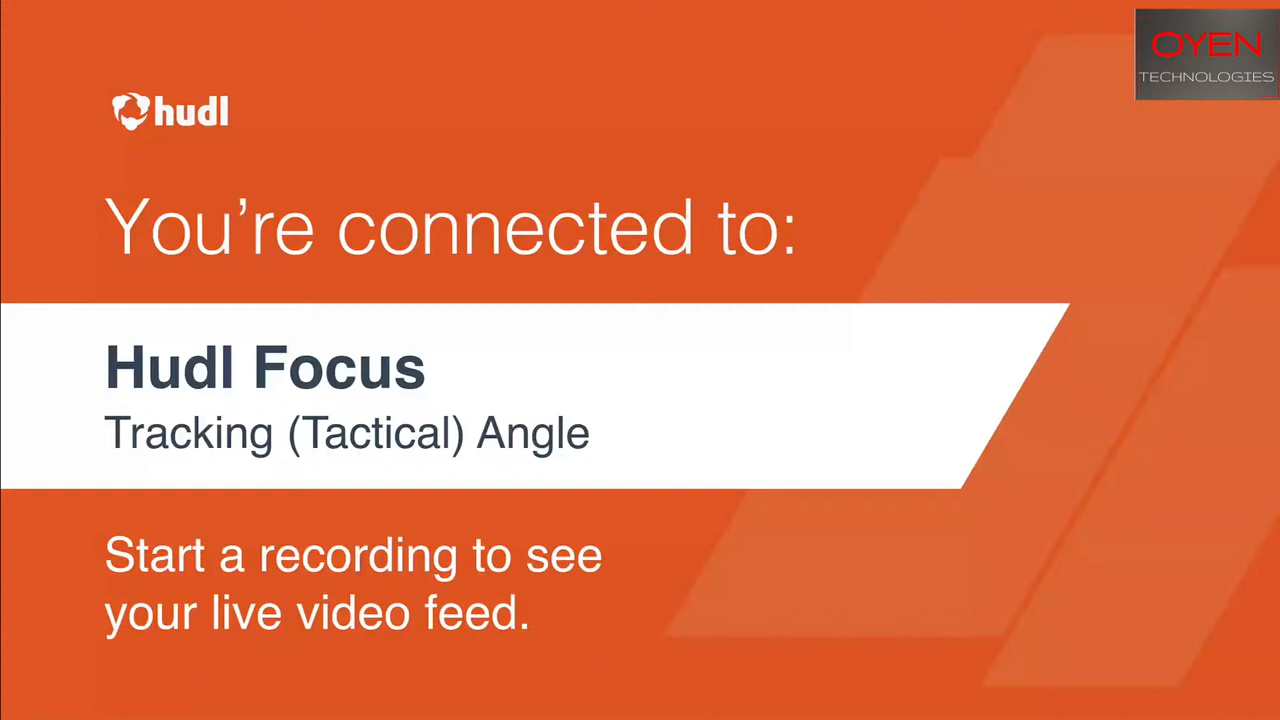 OYEN
TECHNOLOGIES
hudl
You’re connected to:
Hudl Focus
Tracking (Tactical) Angle
Start a recording to see
your live video feed.